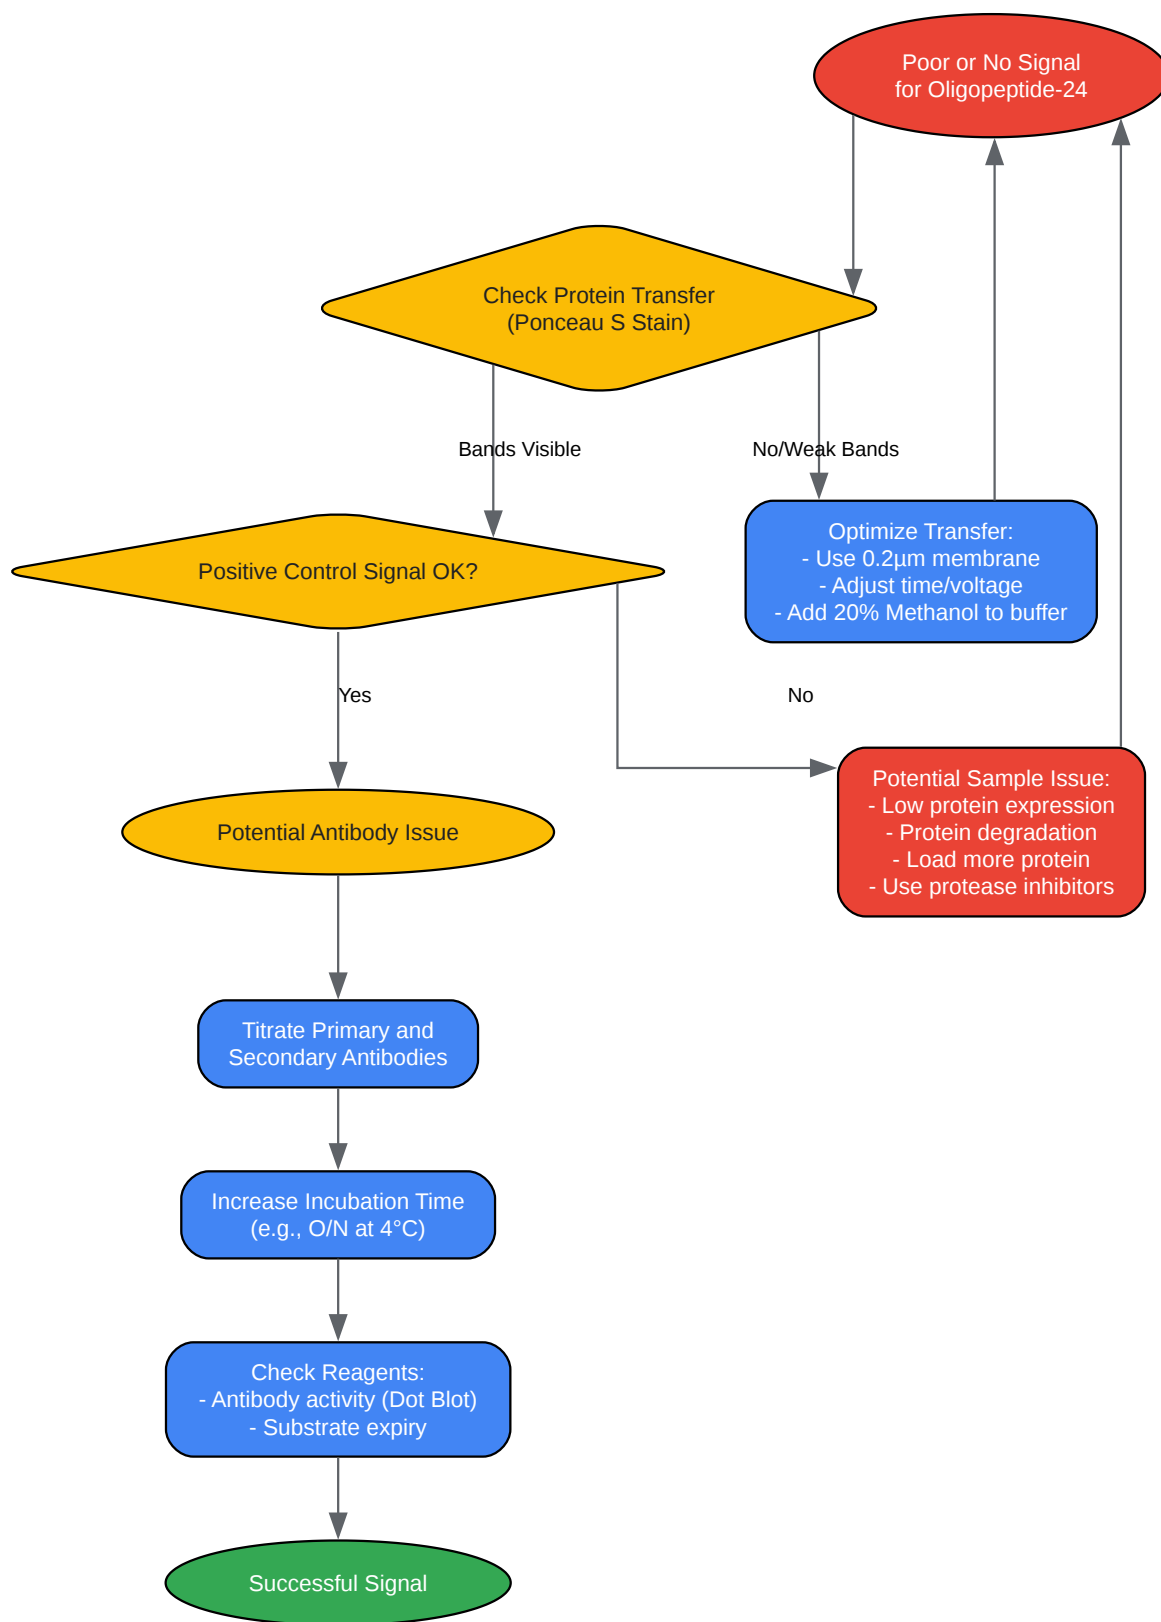 Poor or No Signal
for Oligopeptide-24
Check Protein Transfer
(Ponceau S Stain)
Bands Visible
No/Weak Bands
Optimize Transfer:
- Use 0.2µm membrane
- Adjust time/voltage
- Add 20% Methanol to buffer
Positive Control Signal OK?
Yes
No
Potential Sample Issue:
- Low protein expression
- Protein degradation
- Load more protein
- Use protease inhibitors
Potential Antibody Issue
Titrate Primary and
Secondary Antibodies
Increase Incubation Time
(e.g., O/N at 4°C)
Check Reagents:
- Antibody activity (Dot Blot)
- Substrate expiry
Successful Signal